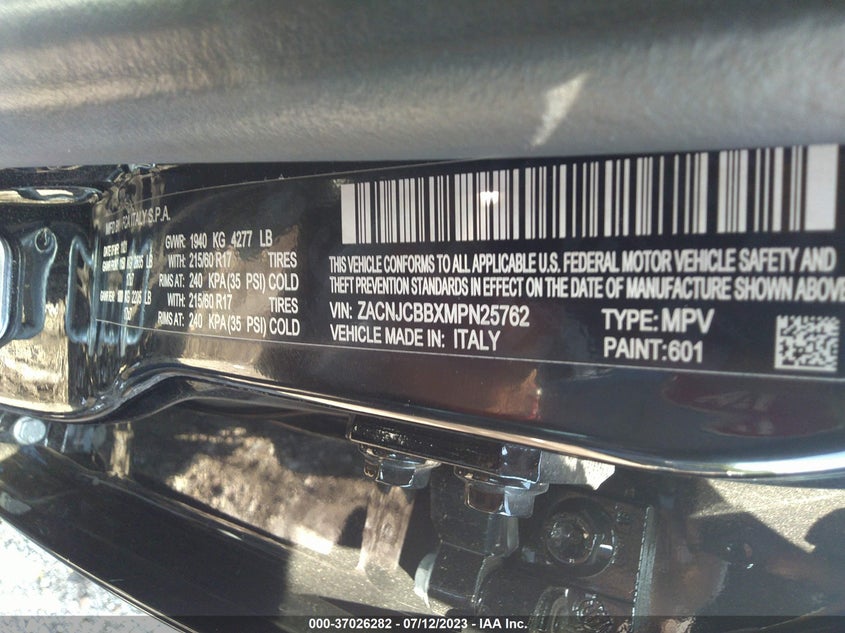 ITALY S.P.A.
GVWR: 1940 KG 4277 LB
WITH: 215/60 R17 TIRES
RIMS AT: 240 KPA (35 PSI) COLD
WITH: 215/60 R17 TIRES
RIMS AT: 240 KPA (35 PSI) COLD
THIS VEHICLE CONFORMS TO ALL APPLICABLE U.S. FEDERAL MOTOR VEHICLE SAFETY AND
THEFT PREVENTION STANDARDS IN EFFECT ON THE DATE OF MANUFACTURE SHOWN ABOVE
VIN: ZACNJCBBXMPN25762 TYPE: MPV
VEHICLE MADE IN: ITALY PAINT: 601
000-37026282 - 07/12/2023 - IAA Inc.